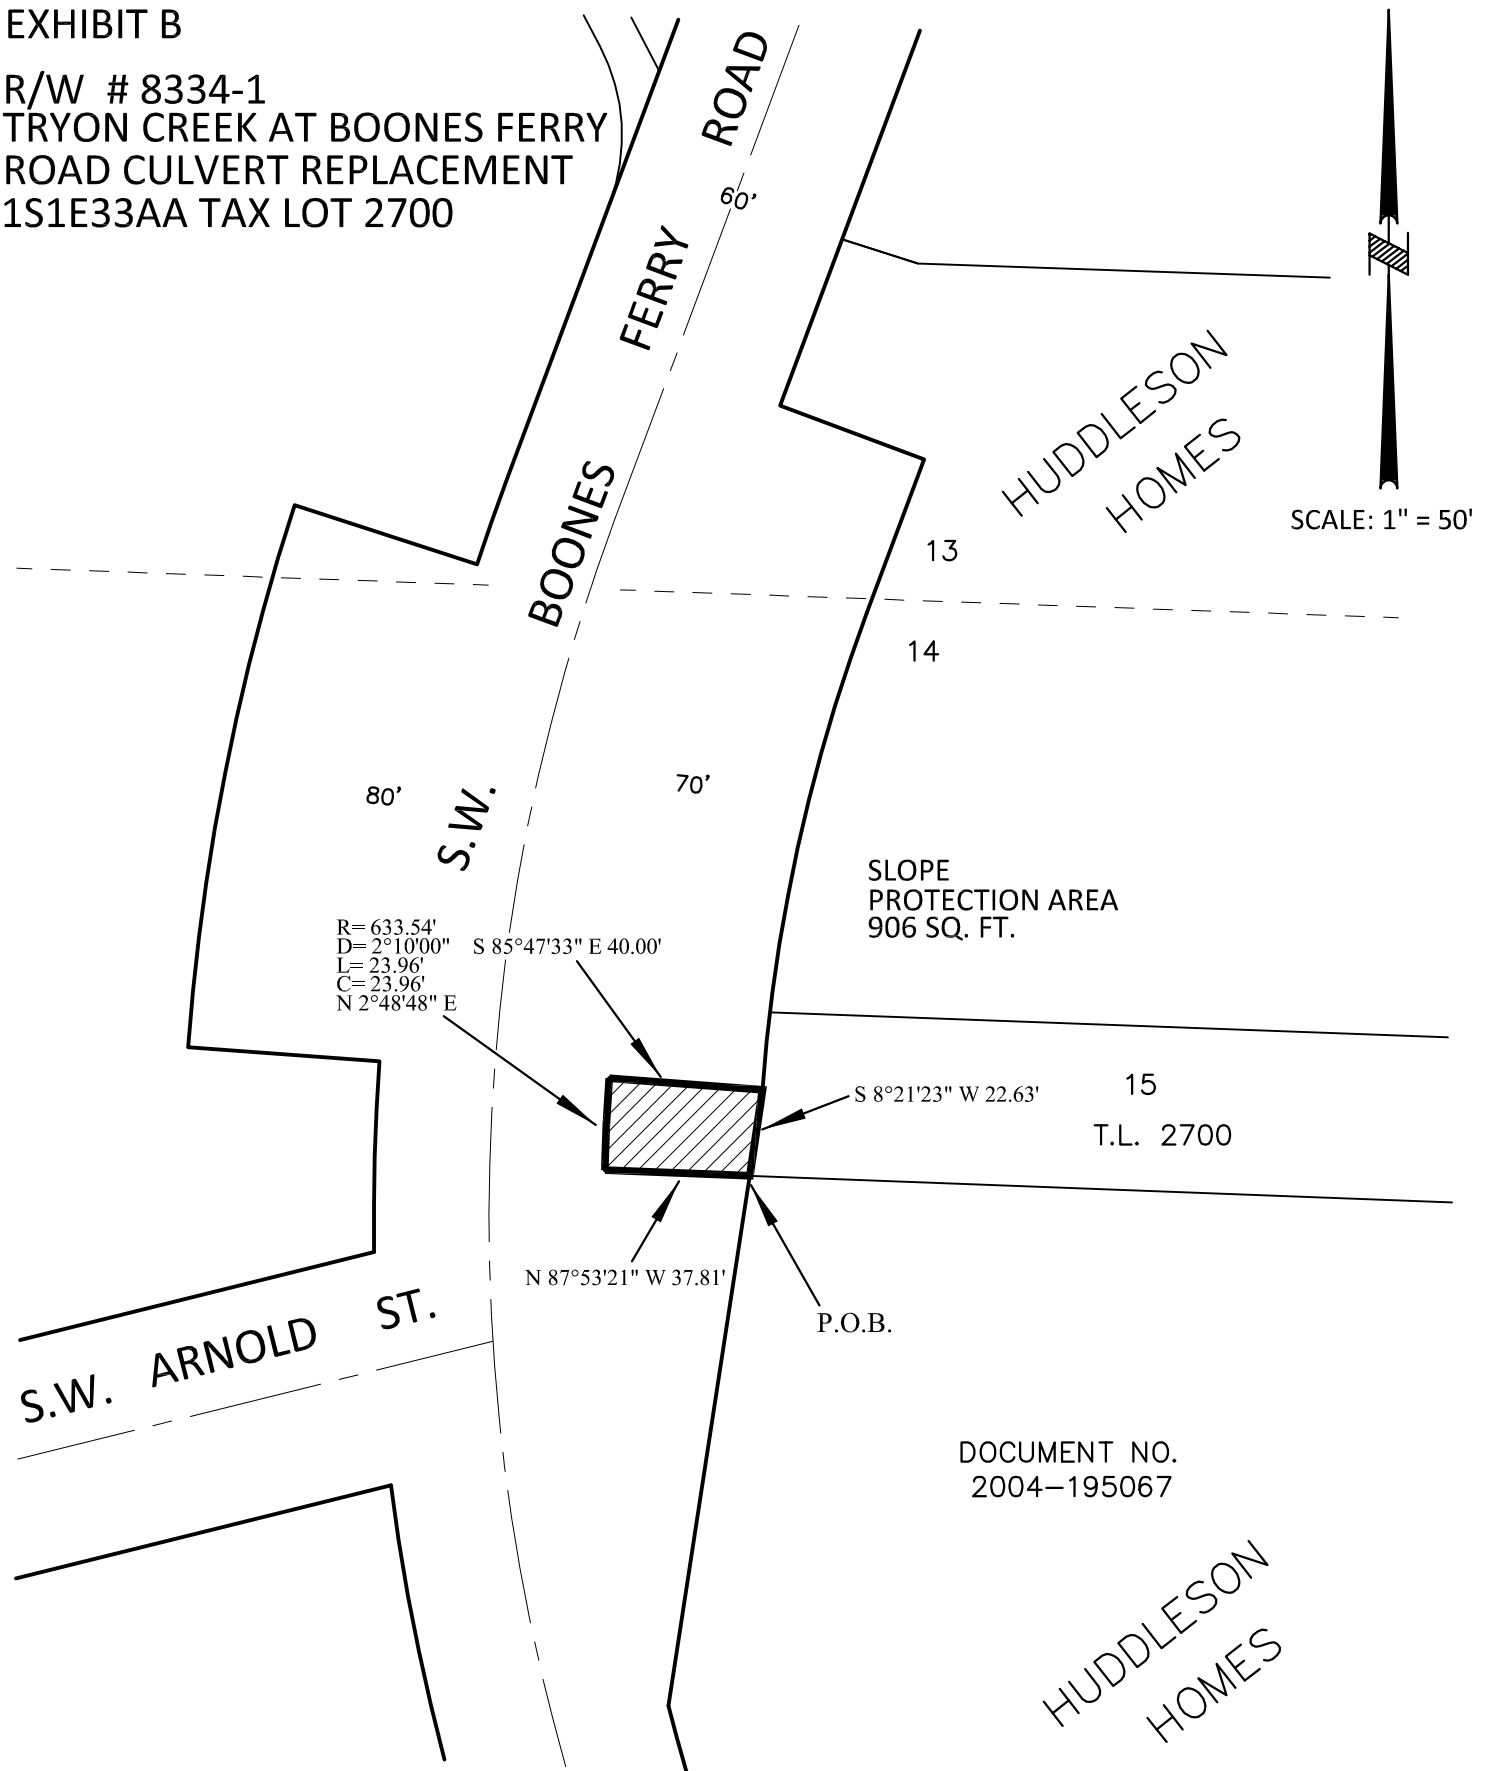 EXHIBIT B
R/W # 8334-1
TRYON CREEK AT BOONES FERRY
ROAD CULVERT REPLACEMENT
1S1E33AA TAX LOT 2700
S.W. BOONES FERRY ROAD
60'
HUDDLESON
HOMES
SCALE: 1" = 50'
13
14
80'
70'
SLOPE
PROTECTION AREA
906 SQ. FT.
R= 633.54'
D= 2°10'00"
L= 23.96'
C= 23.96'
N 2°48'48" E
S 85°47'33" E 40.00'
S 8°21'23" W 22.63'
15
T.L. 2700
N 87°53'21" W 37.81'
P.O.B.
S.W. ARNOLD ST.
DOCUMENT NO.
2004-195067
HUDDLESON
HOMES